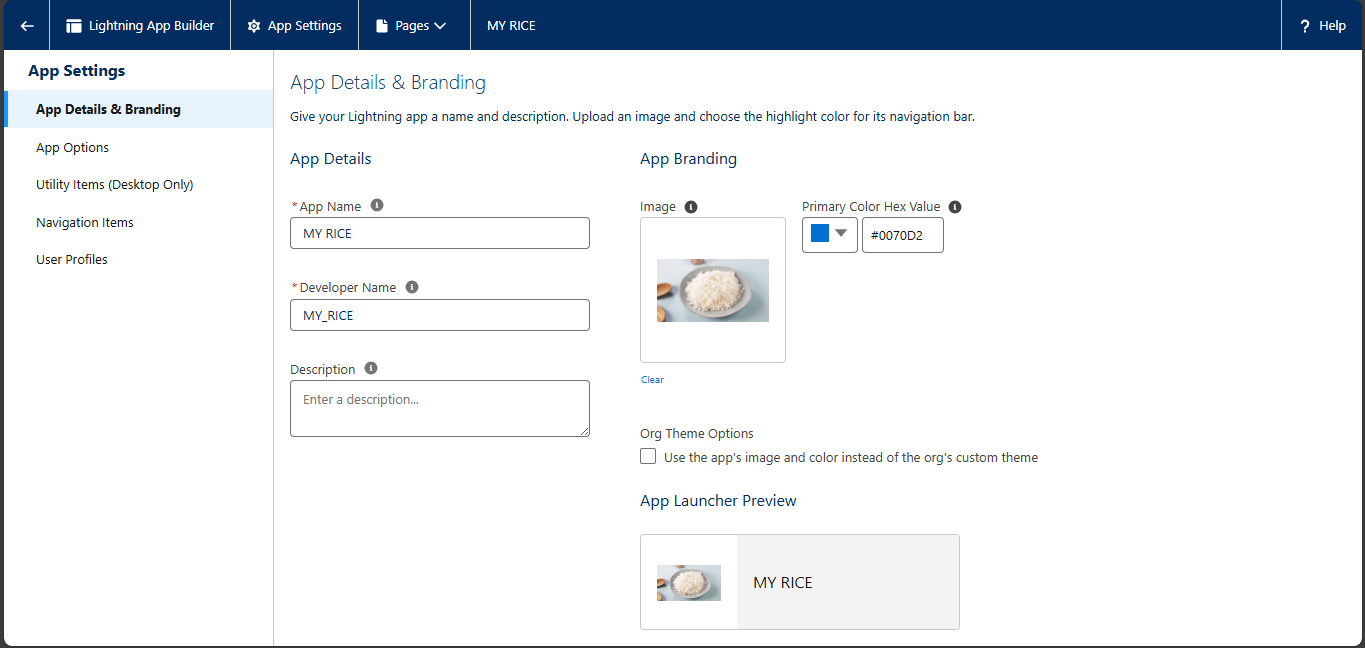 Lightning App Builder
App Settings
Pages
MY RICE
? Help
App Settings
App Details & Branding
App Options
Utility Items (Desktop Only)
Navigation Items
User Profiles
App Details & Branding
Give your Lightning app a name and description. Upload an image and choose the highlight color for its navigation bar.
App Details
* App Name
MY RICE
* Developer Name
MY_RICE
Description
Enter a description...
App Branding
Image
Clear
Primary Color Hex Value
#0070D2
Org Theme Options
Use the app's image and color instead of the org's custom theme
App Launcher Preview
MY RICE